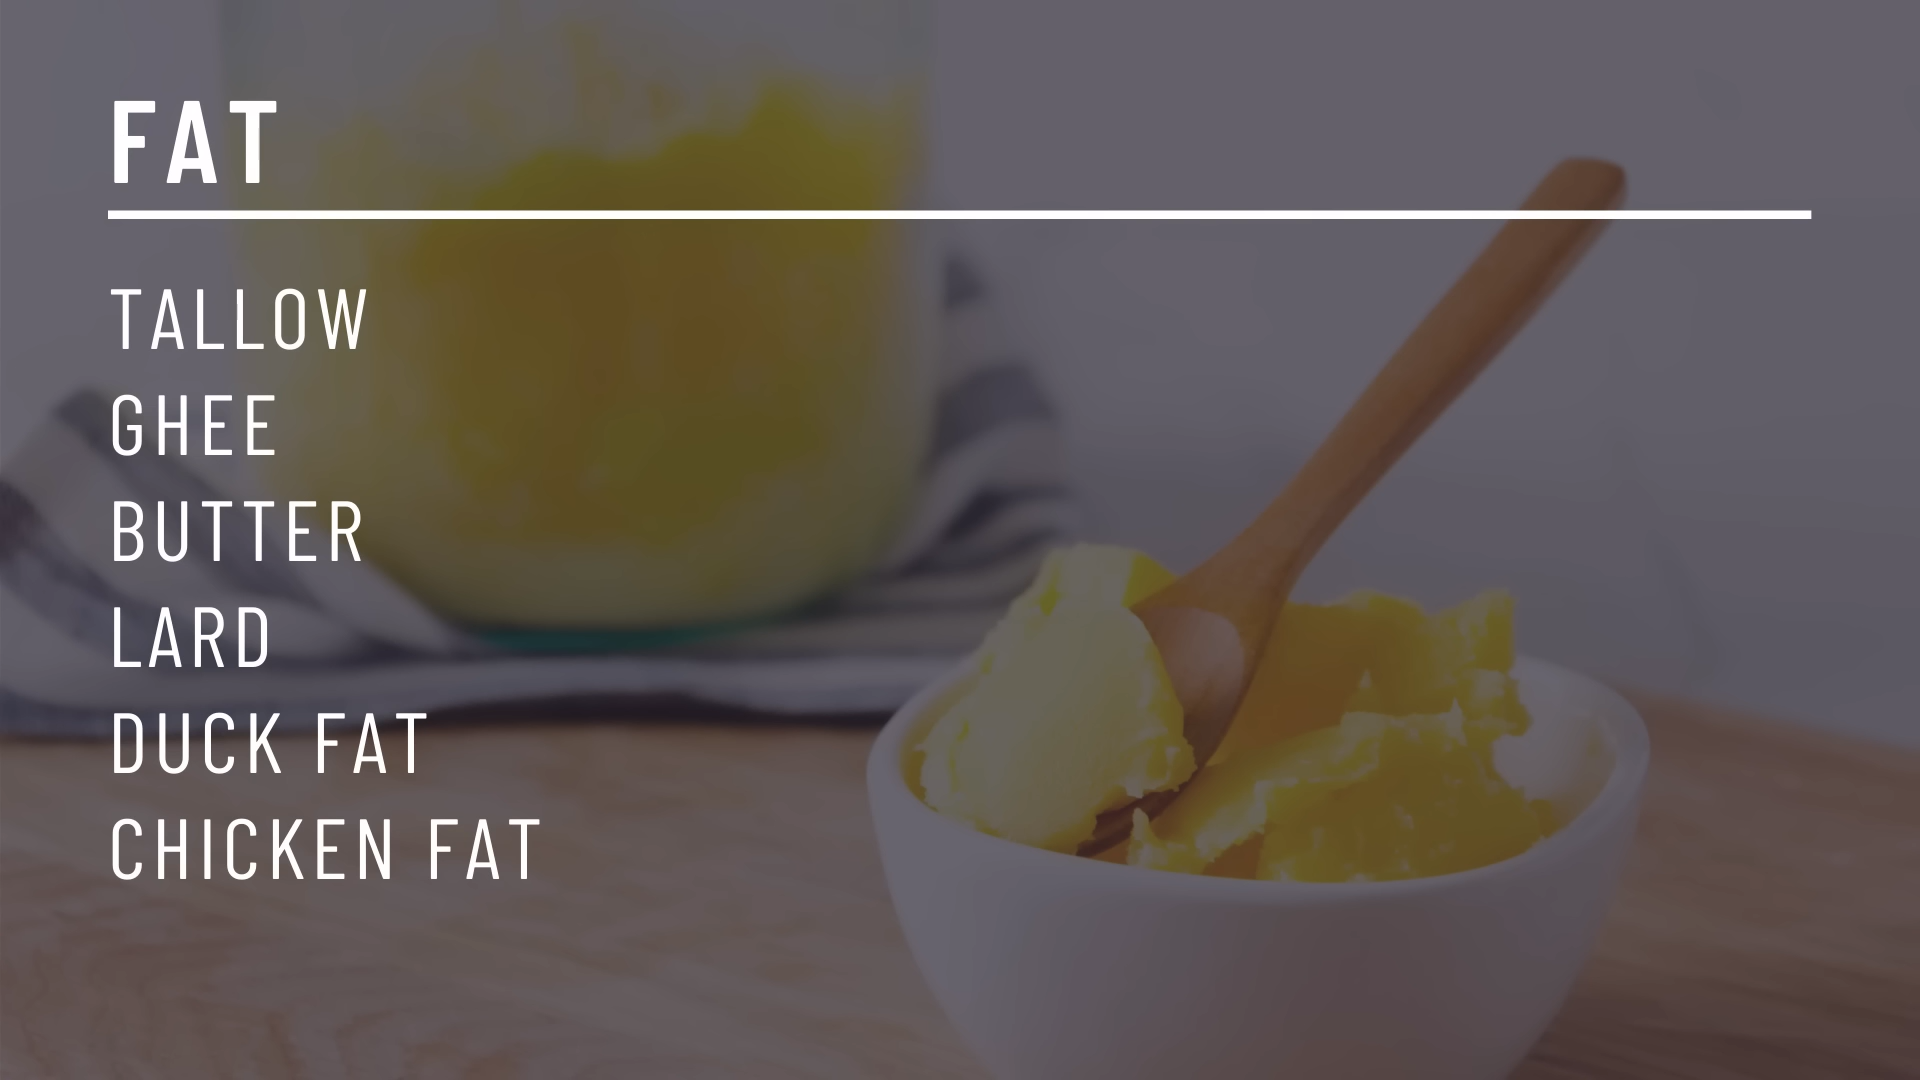 FAT
TALLOW
GHEE
BUTTER
LARD
DUCK FAT
CHICKEN FAT